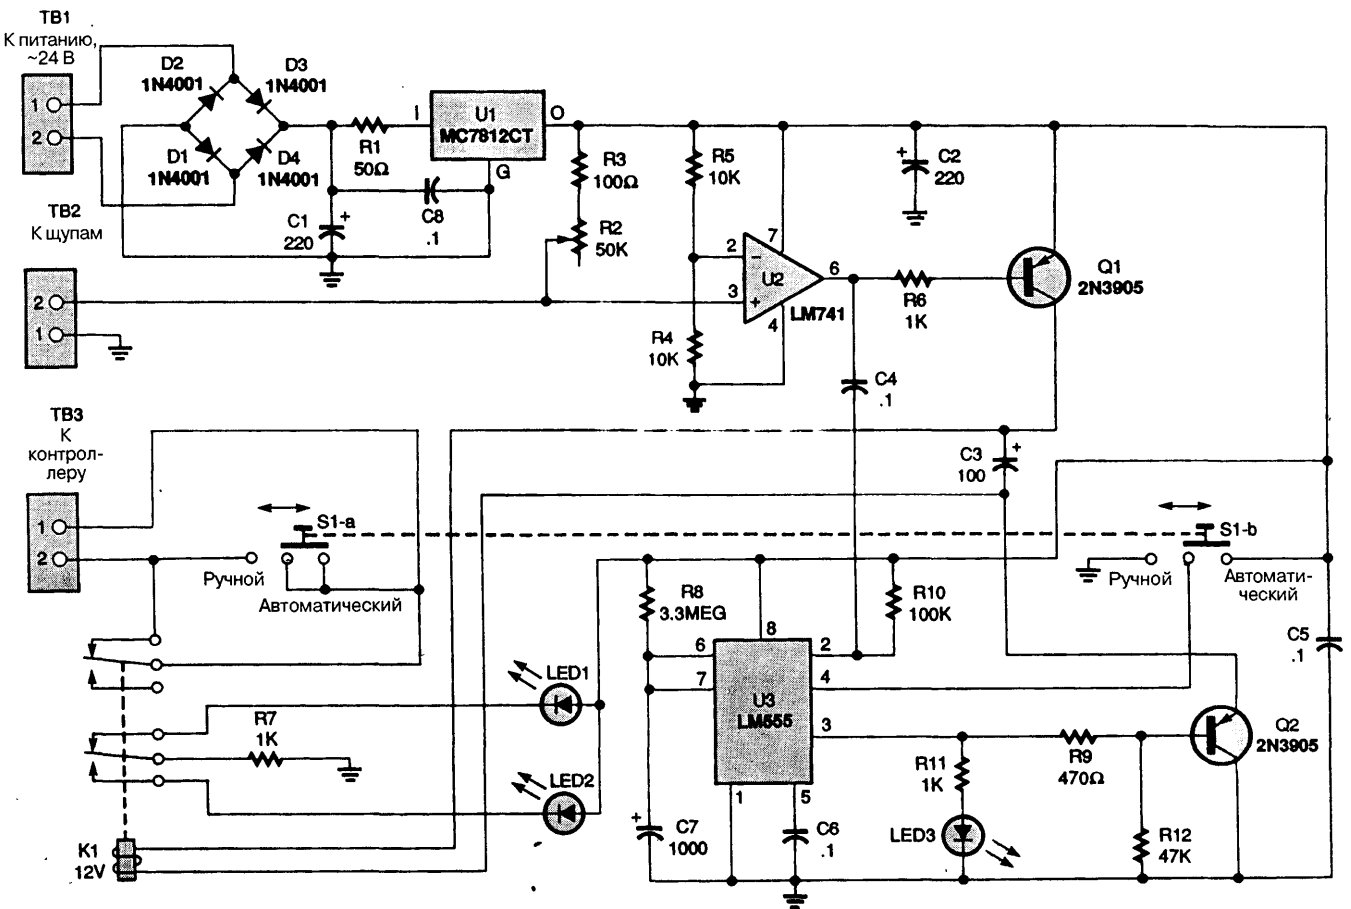 TB1
К питанию,
~24 В
1
2
D2
1N4001
D3
1N4001
D1
1N4001
D4
1N4001
R1
50Ω
I
U1
MC7812CT
O
G
C1
220
+
C8
.1
R3
100Ω
R2
50K
R5
10K
R4
10K
2
3
−
+
U2
7
4
6
LM741
+
C2
220
R6
1K
Q1
2N3905
TB2
К щупам
2
1
C4
.1
C3
100
+
TB3
К
контрол-
леру
1
2
S1-a
Ручной
Автоматический
S1-b
Ручной
Автомати-
ческий
R8
3.3MEG
R10
100K
C5
.1
8
6
7
2
4
3
U3
LM555
1
5
LED1
LED2
R7
1K
R11
1K
R9
470Ω
Q2
2N3905
+
C7
1000
C6
.1
LED3
R12
47K
K1
12V